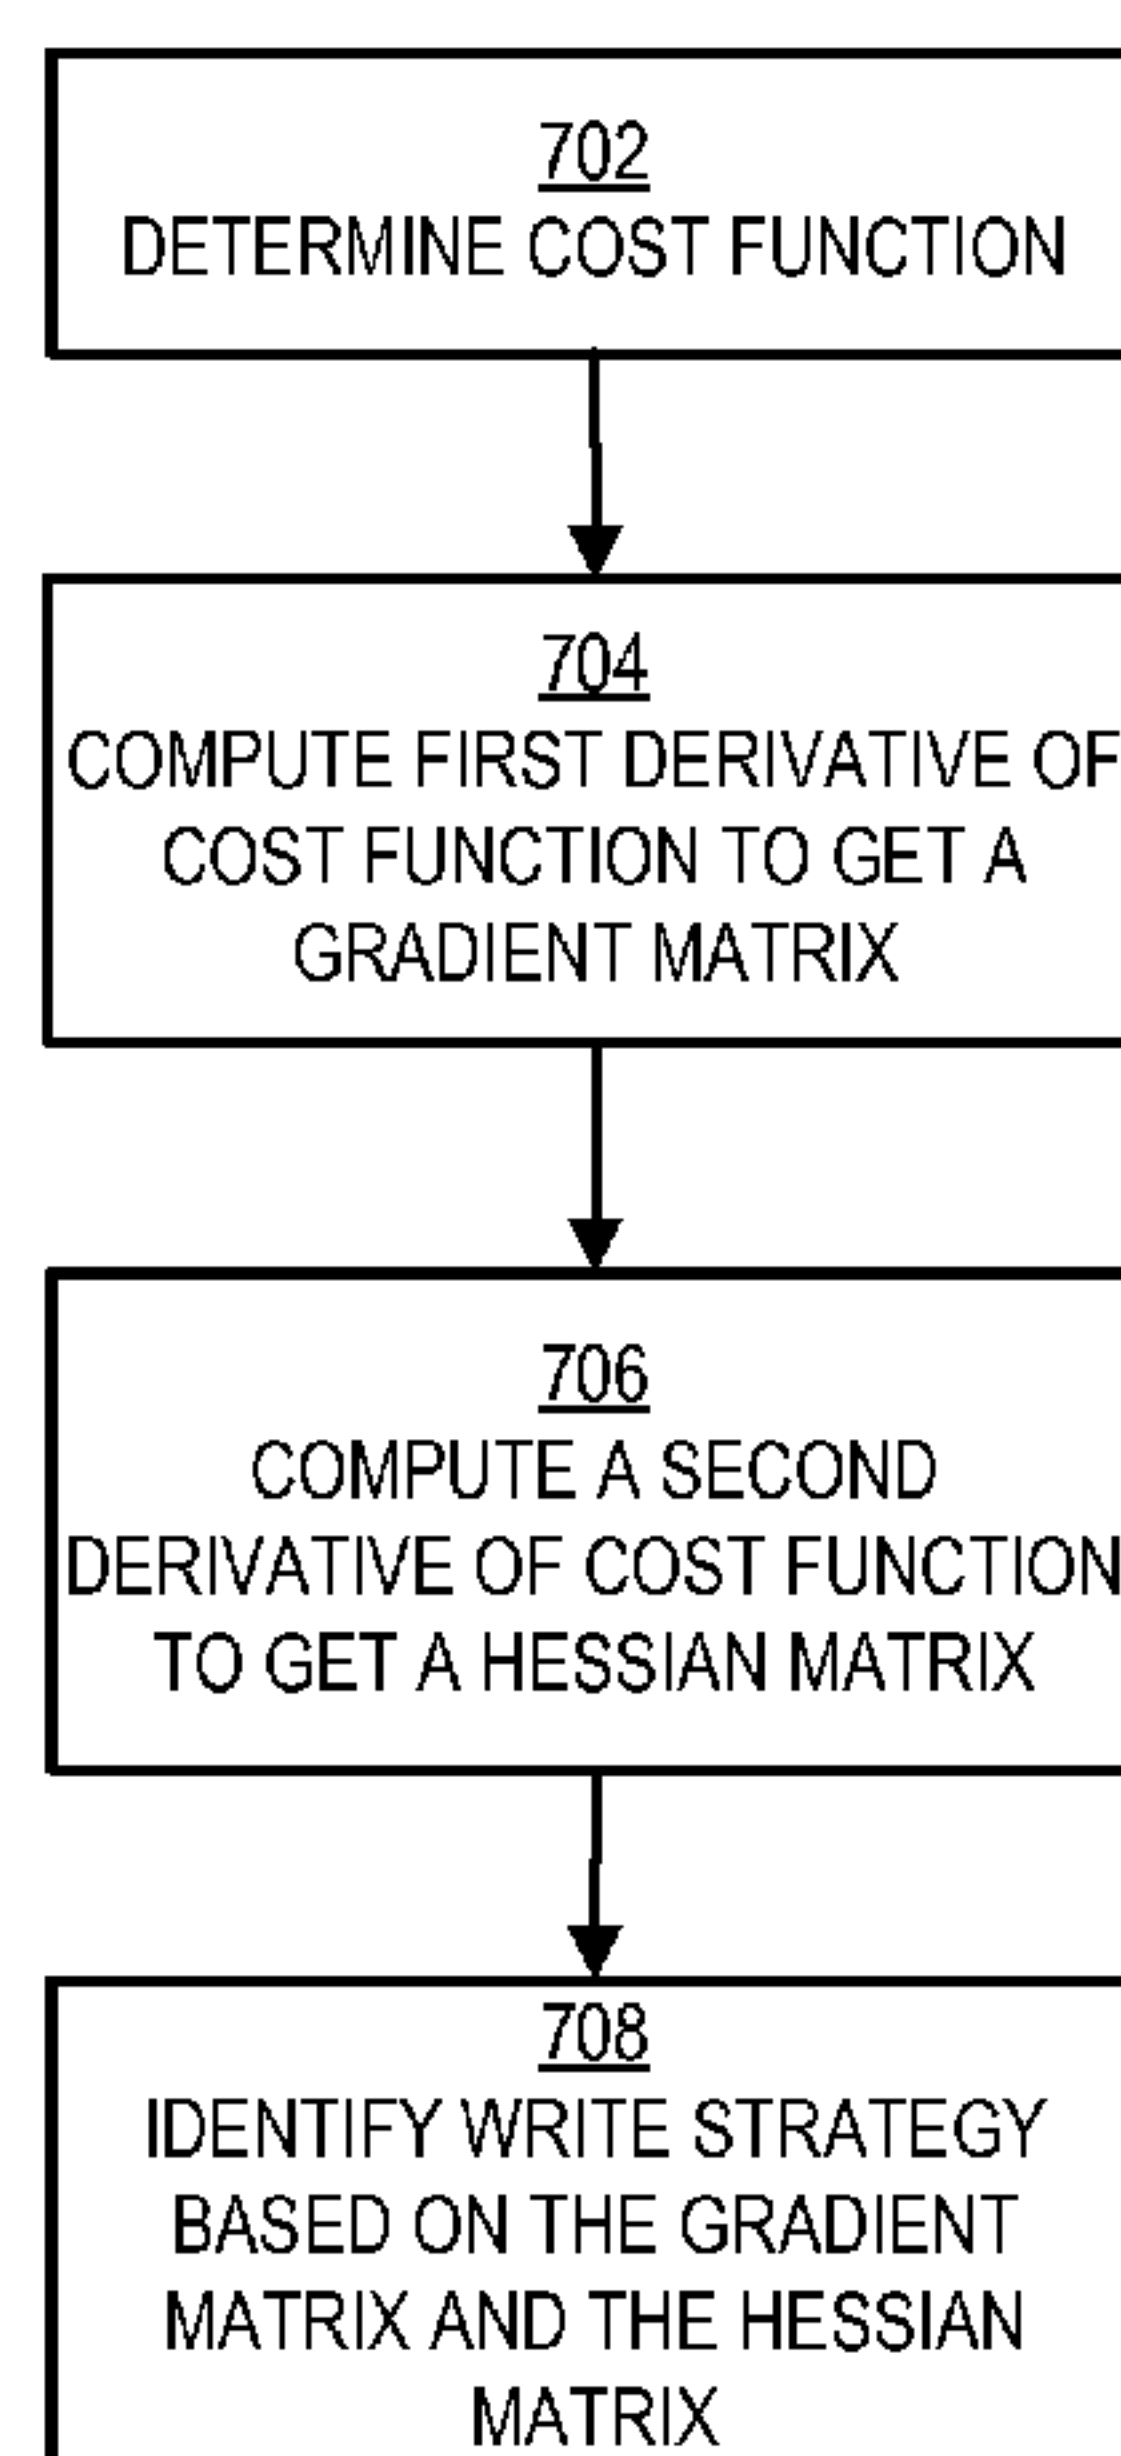 702
DETERMINE COST FUNCTION
704
COMPUTE FIRST DERIVATIVE OF
COST FUNCTION TO GET A
GRADIENT MATRIX
706
COMPUTE A SECOND
DERIVATIVE OF COST FUNCTION
TO GET A HESSIAN MATRIX
708
IDENTIFY WRITE STRATEGY
BASED ON THE GRADIENT
MATRIX AND THE HESSIAN
MATRIX